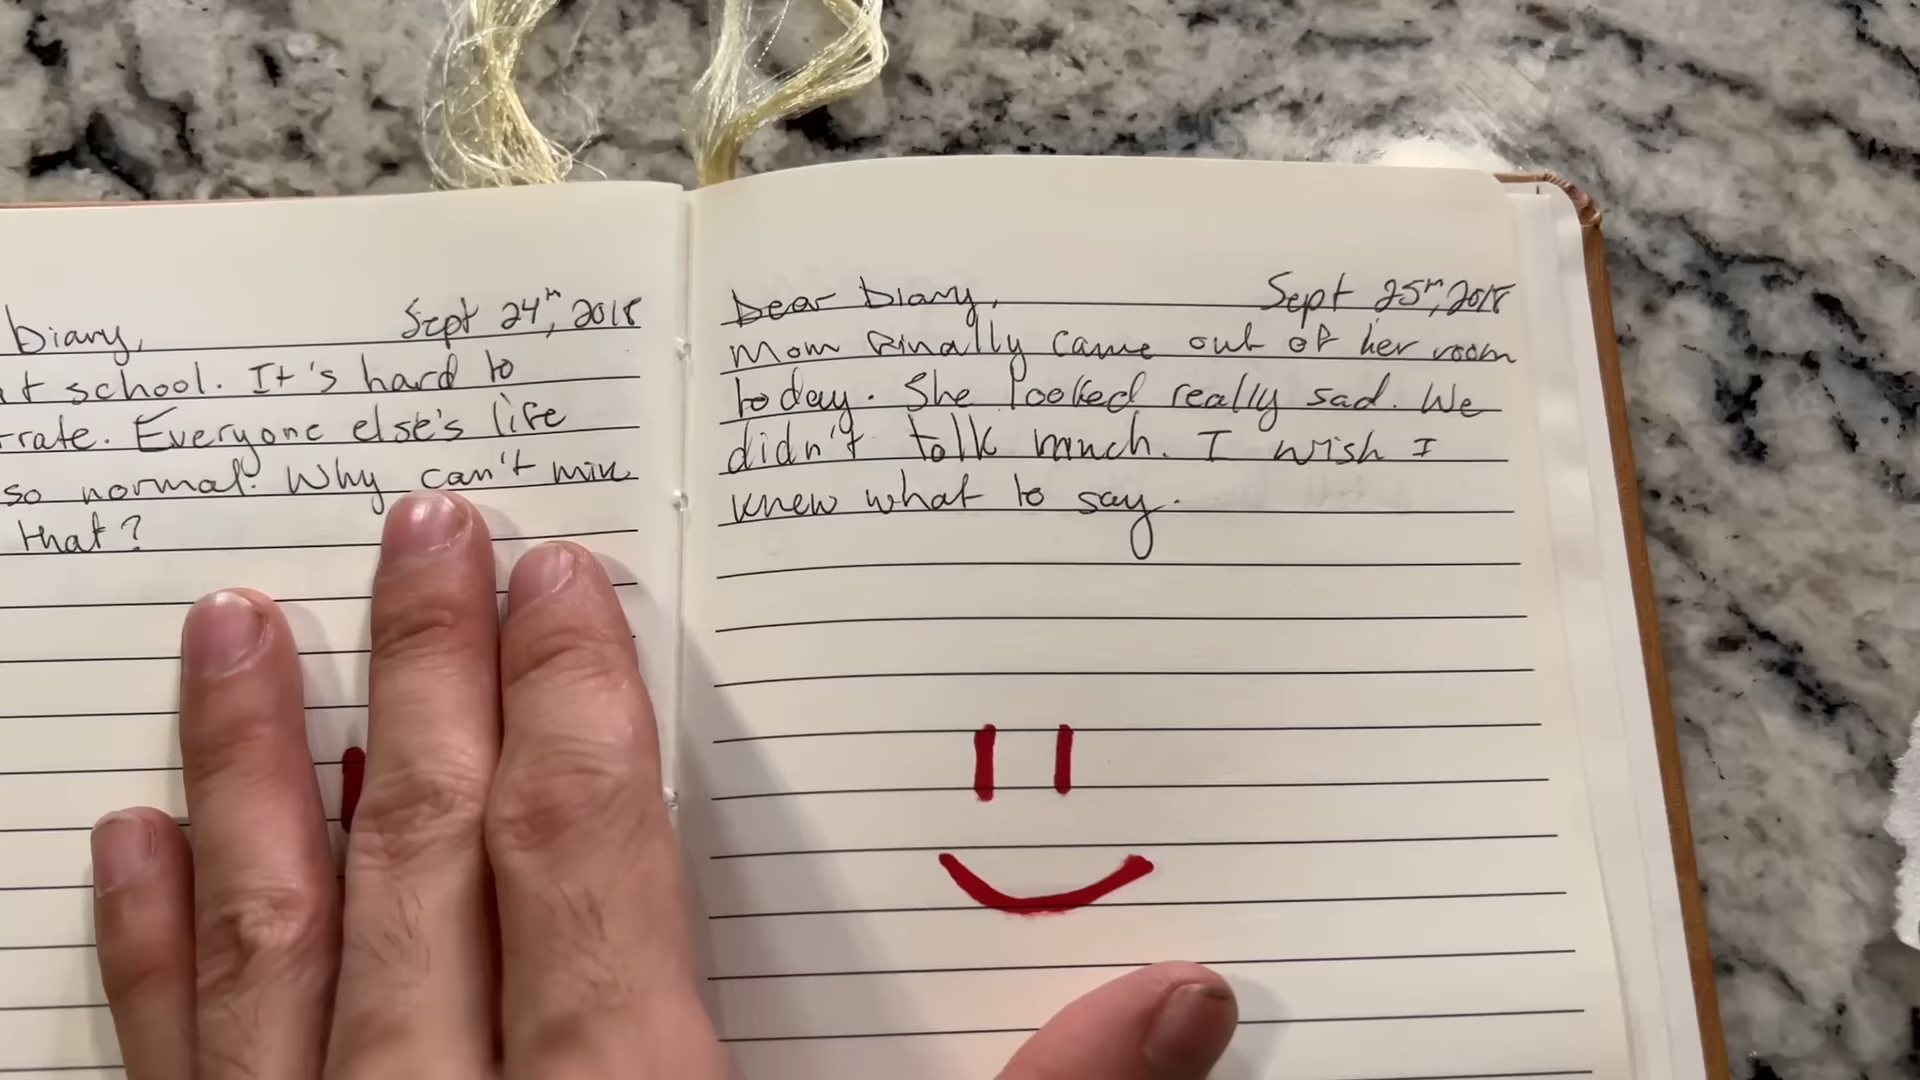 Diary, Sept 24th, 2018
at school. It's hard to
rate. Everyone else's life
so normal. Why can't mine
that?
Dear Diary, Sept 25th, 2018
Mom finally came out of her room
today. She looked really sad. We
didn't talk much. I wish I
knew what to say.